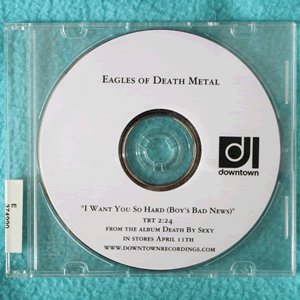 EAGLES OF DEATH METAL
downtown
"I WANT YOU SO HARD (BOY'S BAD NEWS)"
TRT 2:24
FROM THE ALBUM DEATH BY SEXY
IN STORES APRIL 11TH
WWW.DOWNTOWNRECORDINGS.COM